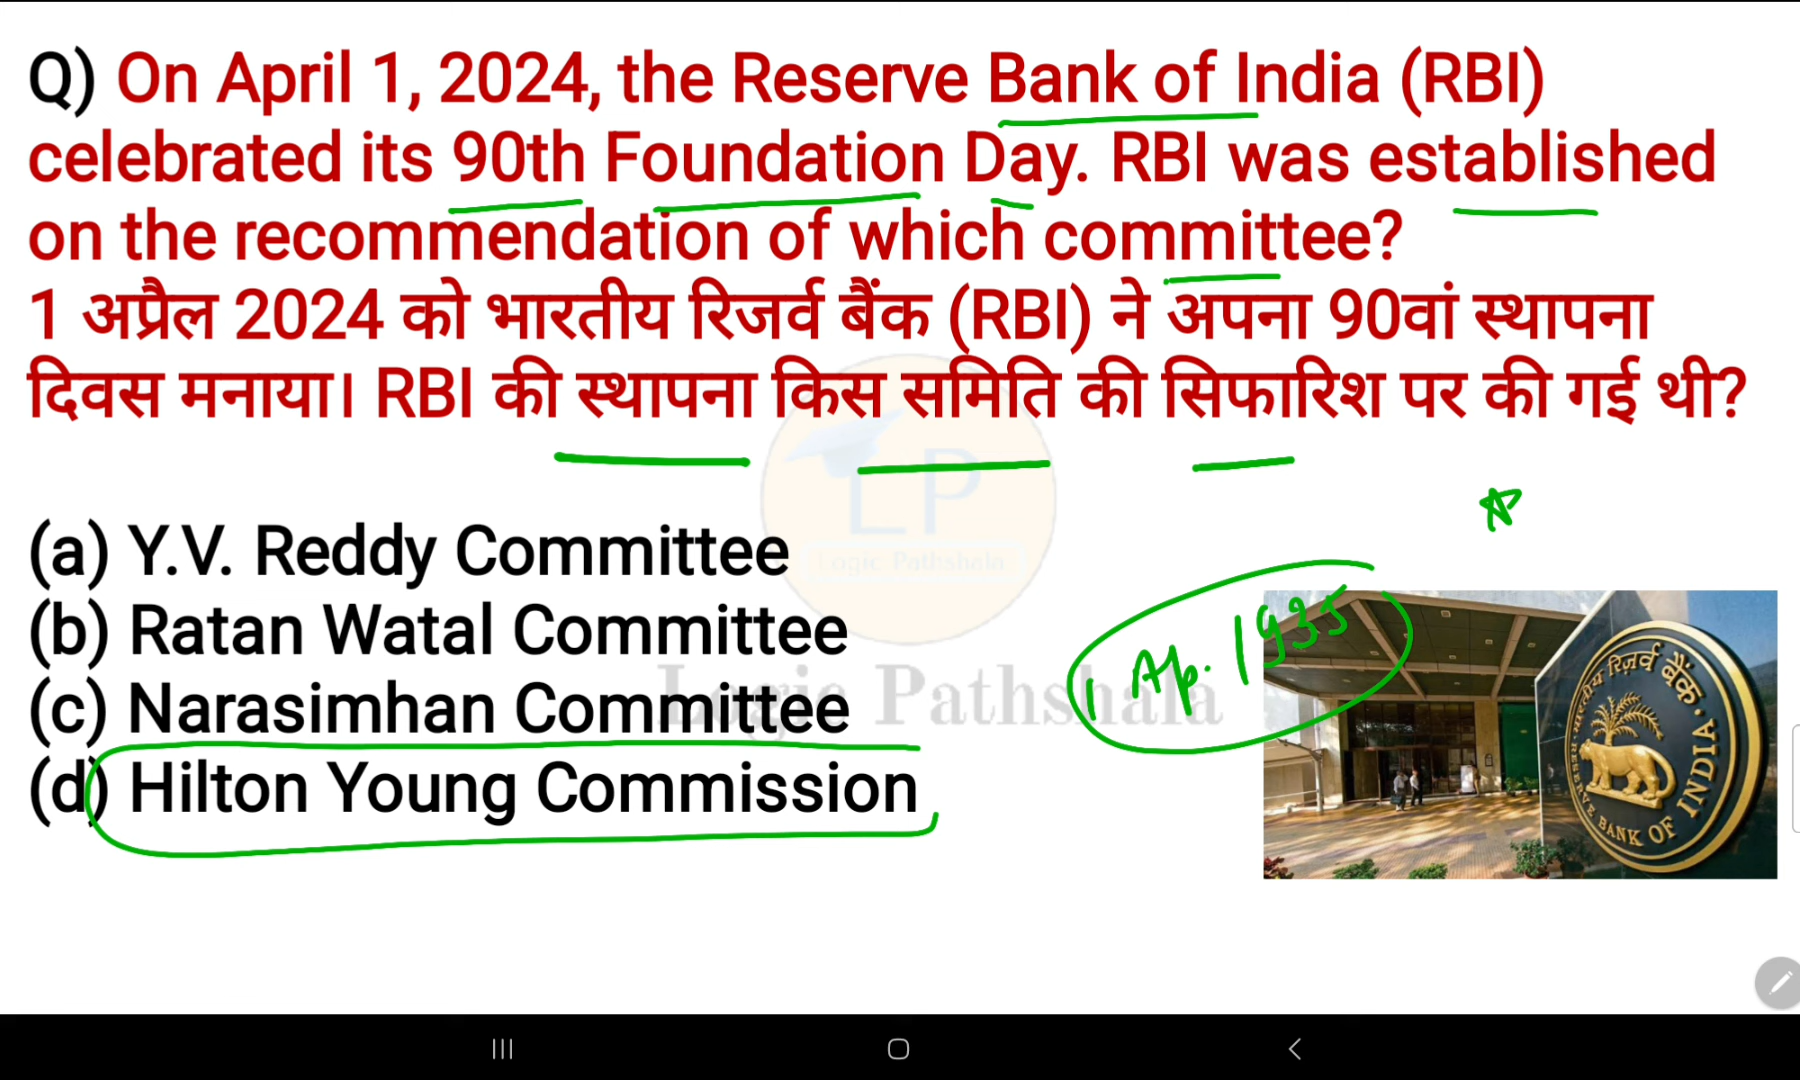 Q) On April 1, 2024, the Reserve Bank of India (RBI)
celebrated its 90th Foundation Day. RBI was established
on the recommendation of which committee?
1 अप्रैल 2024 को भारतीय रिजर्व बैंक (RBI) ने अपना 90वां स्थापना
दिवस मनाया। RBI की स्थापना किस समिति की सिफारिश पर की गई थी?
LP
Logic Pathshala
(a) Y.V. Reddy Committee
(b) Ratan Watal Committee
(c) Narasimhan Committee
(d) Hilton Young Commission
Logic Pathshala
1 Ap. 1935
रिज़र्व बैंक
RESERVE BANK OF INDIA